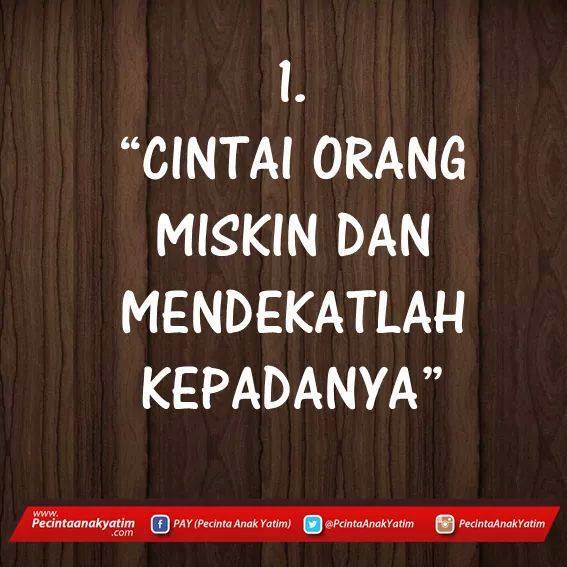 1.
“CINTAI ORANG
MISKIN DAN
MENDEKATLAH
KEPADANYA”
www.
Pecintaanakyatim
.com
PAY (Pecinta Anak Yatim)
@PcintaAnakYatim
PecintaAnakYatim